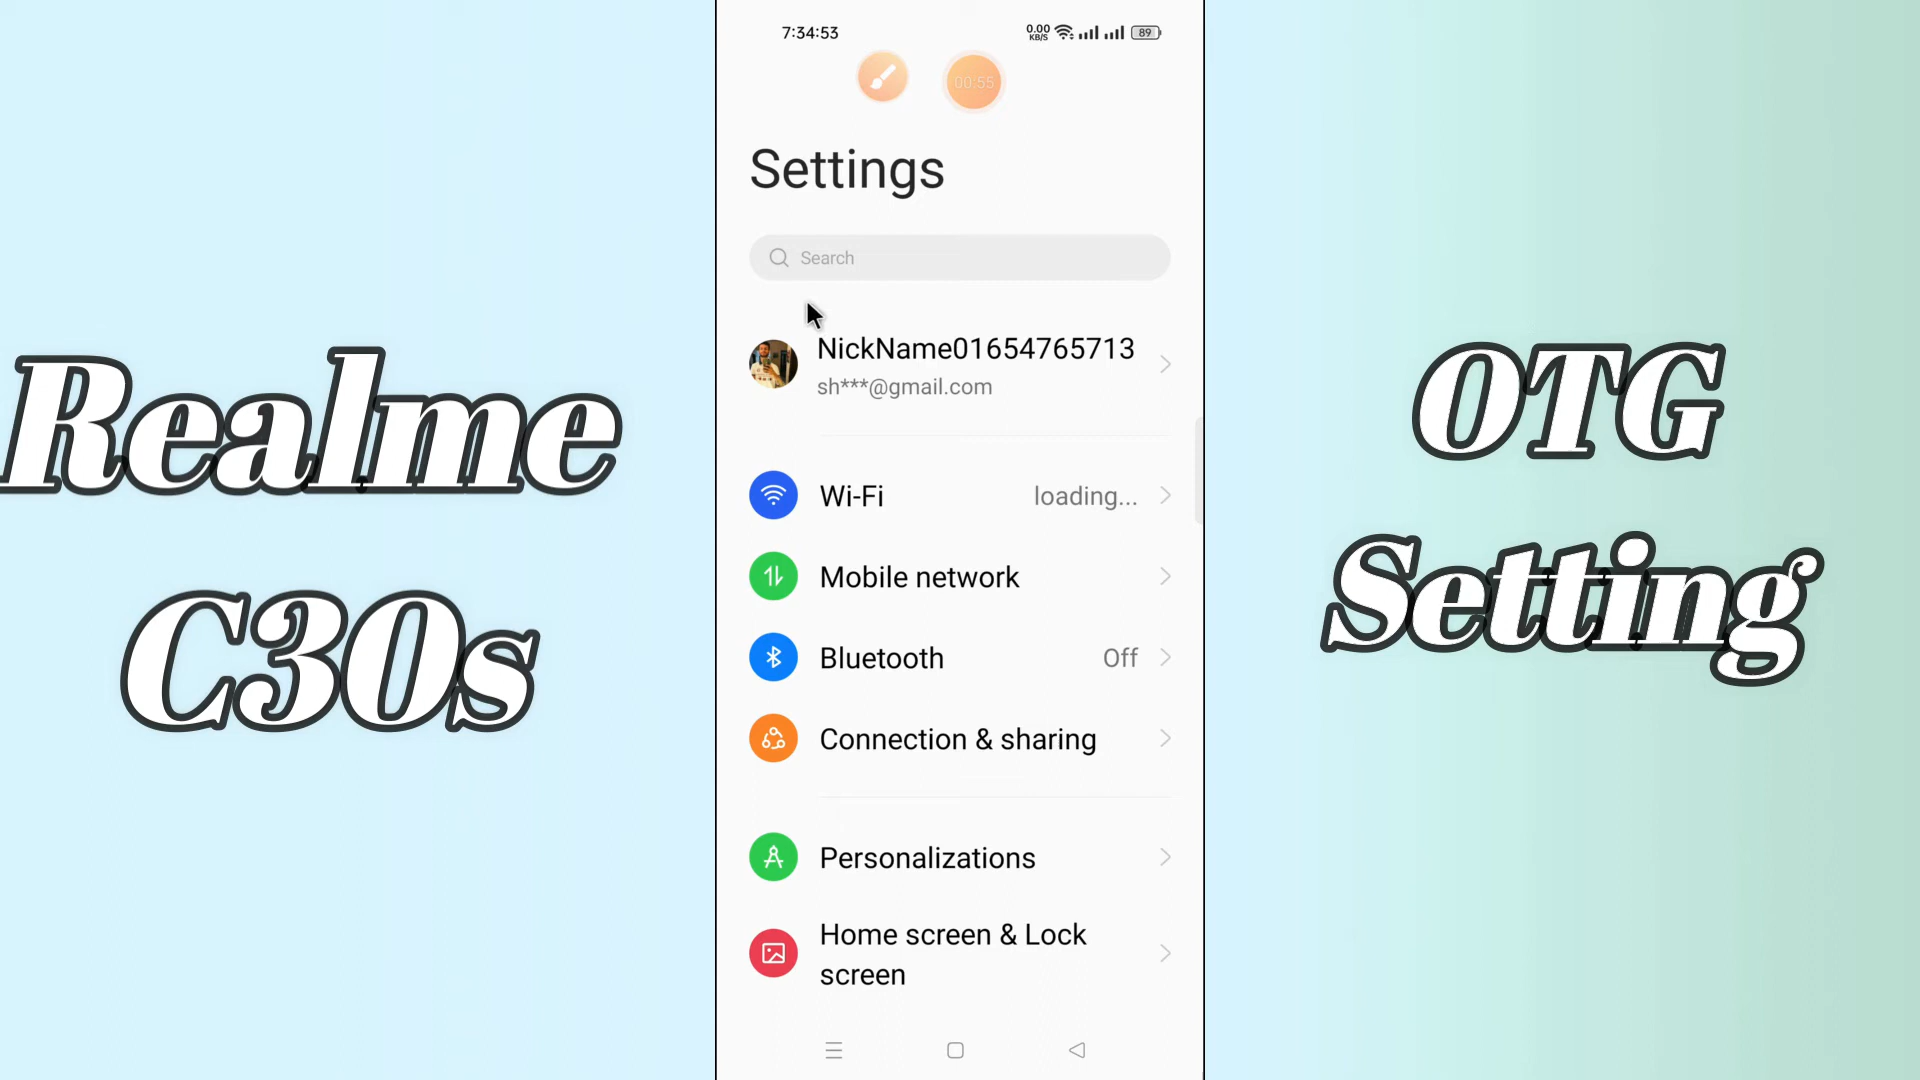 7:34:53
0.00
KB/S
89
00:55
Settings
Search
NickName01654765713
sh***@gmail.com
Wi-Fi
loading...
Mobile network
Bluetooth
Off
Connection & sharing
Personalizations
Home screen & Lock
screen
Realme
C30s
OTG
Setting